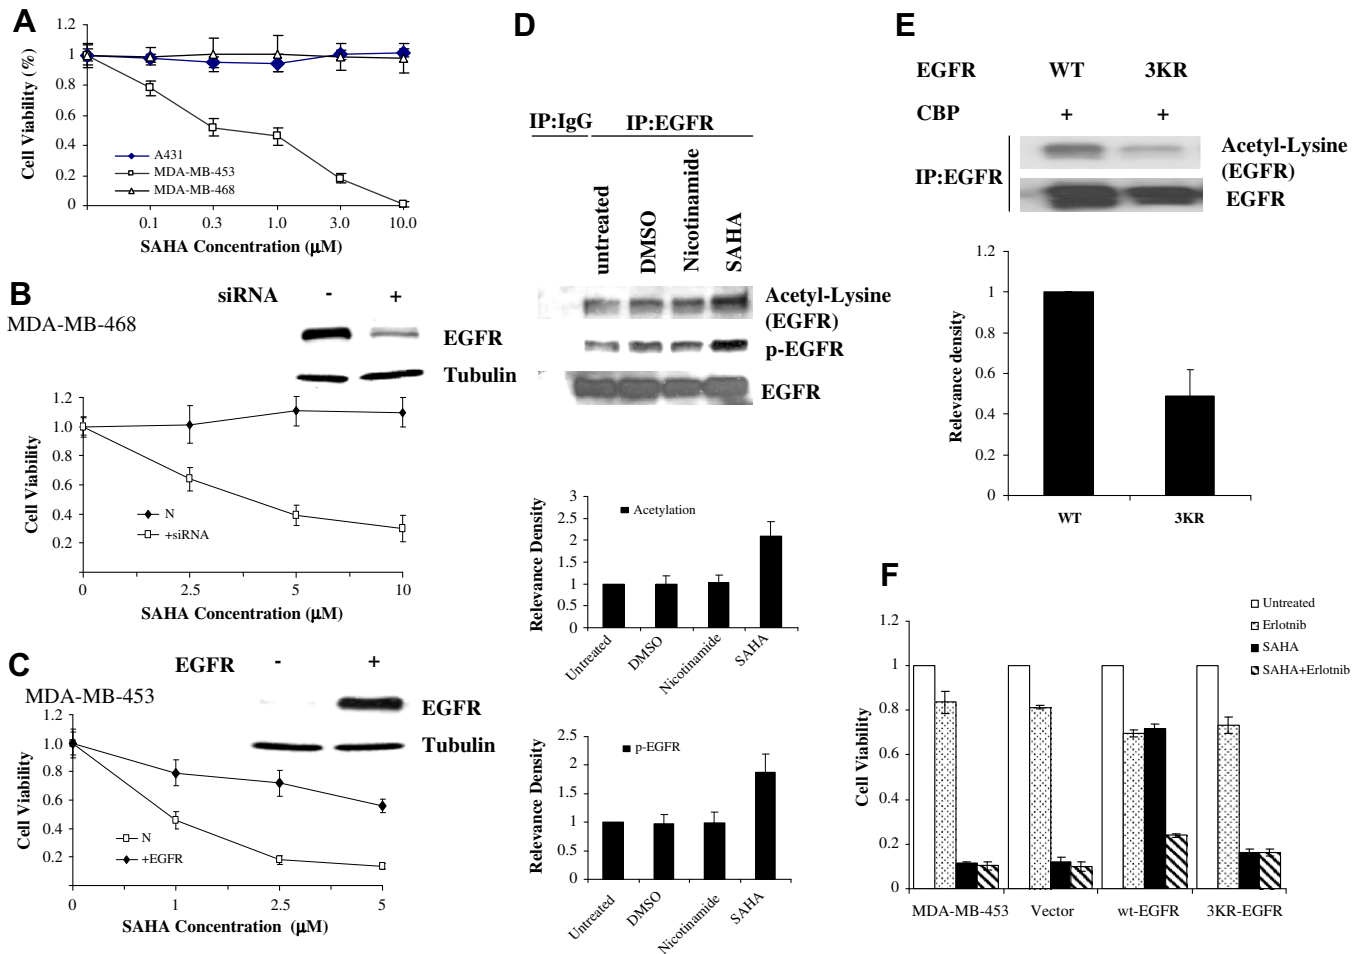 A
1.2
1
0.8
0.6
0.4
0.2
0
Cell Viability (%)
A431
MDA-MB-453
MDA-MB-468
0.1 0.3 1.0 3.0 10.0
SAHA Concentration (µM)
B
siRNA - +
MDA-MB-468
EGFR
Tubulin
1.2
1.0
0.8
0.6
0.4
0.2
Cell Viability
N
+siRNA
0 2.5 5 10
SAHA Concentration (µM)
C
EGFR - +
MDA-MB-453
EGFR
Tubulin
1.2
1.0
0.8
0.6
0.4
0.2
Cell Viability
N
+EGFR
0 1 2.5 5
SAHA Concentration (µM)
D
IP:IgG IP:EGFR
untreated
DMSO
Nicotinamide
SAHA
Acetyl-Lysine
(EGFR)
p-EGFR
EGFR
3
2.5
2
1.5
1
0.5
0
Relevance Density
Acetylation
Untreated
DMSO
Nicotinamide
SAHA
2.5
2
1.5
1
0.5
0
Relevance Density
p-EGFR
Untreated
DMSO
Nicotinamide
SAHA
E
EGFR WT 3KR
CBP + +
IP:EGFR
Acetyl-Lysine
(EGFR)
EGFR
1.2
1
0.8
0.6
0.4
0.2
0
Relevance density
WT 3KR
F
Untreated
Erlotnib
SAHA
SAHA+Erlotnib
1.2
1
0.8
0.6
0.4
0.2
0
Cell Viability
MDA-MB-453 Vector wt-EGFR 3KR-EGFR